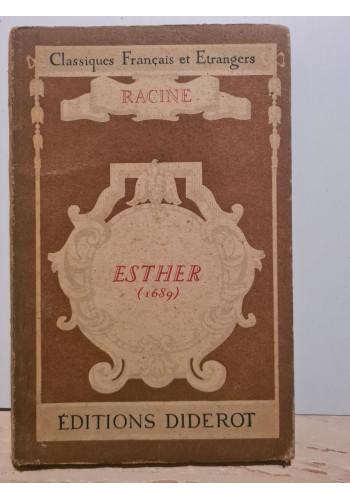 Classiques Français et Etrangers
RACINE
ESTHER
(1689)
ÉDITIONS DIDEROT